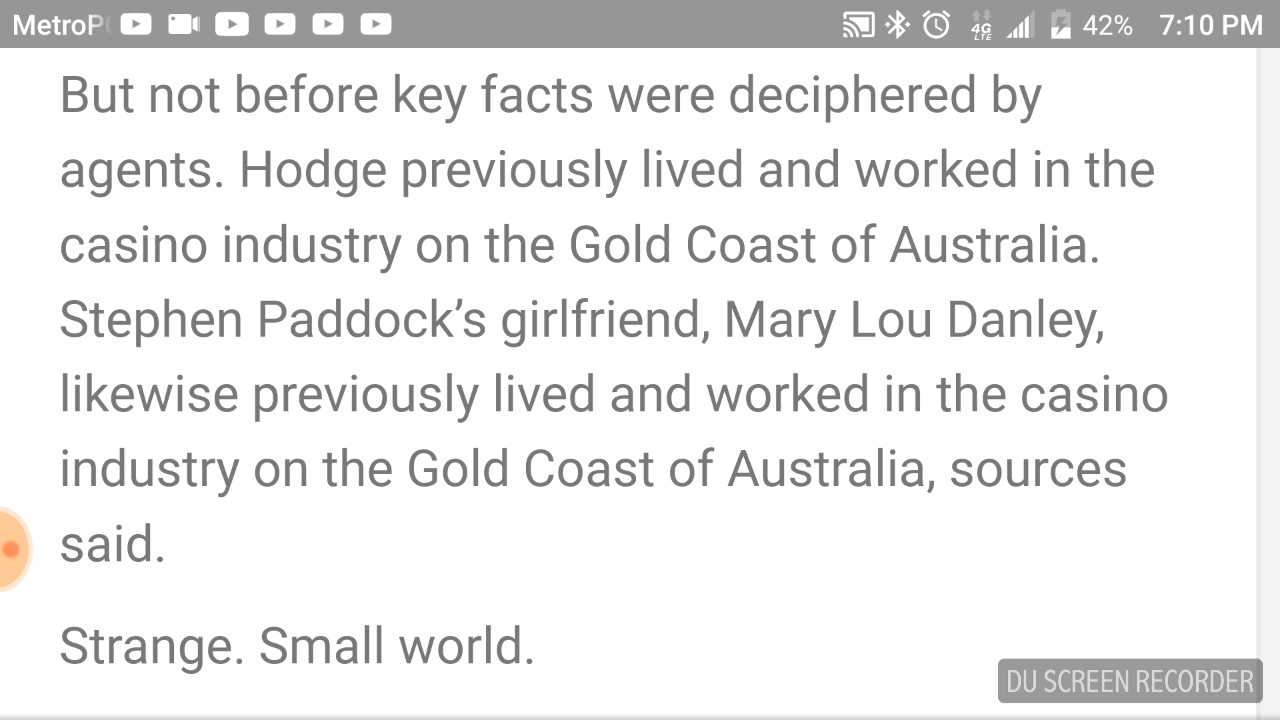 MetroP 42% 7:10 PM
4G
LTE
But not before key facts were deciphered by
agents. Hodge previously lived and worked in the
casino industry on the Gold Coast of Australia.
Stephen Paddock’s girlfriend, Mary Lou Danley,
likewise previously lived and worked in the casino
industry on the Gold Coast of Australia, sources
said.
Strange. Small world.
DU SCREEN RECORDER